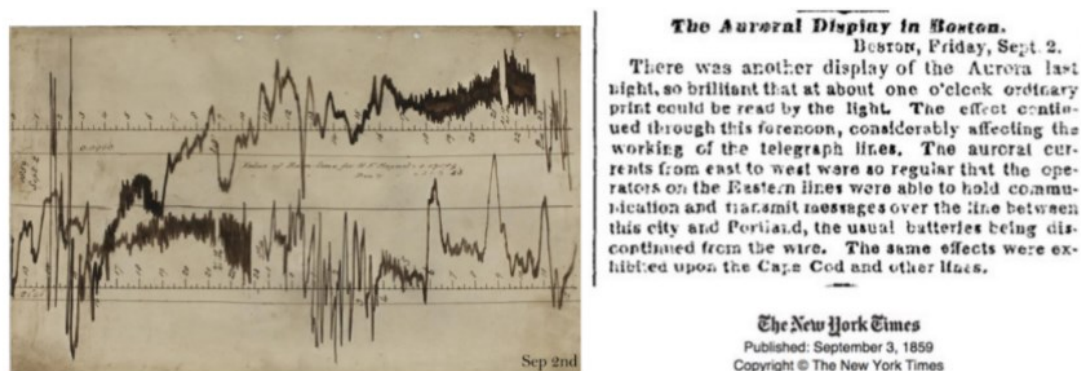 Sep 2nd
The Auroral Display in Boston.
BOSTON, Friday, Sept. 2.
There was another display of the Aurora last
night, so brilliant that at about one o'clock ordinary
print could be read by the light. The effect contin-
ued through this forenoon, considerably affecting the
working of the telegraph lines. The auroral cur-
rents from east to west were so regular that the ope-
rators on the Eastern lines were able to hold commu-
nication and transmit messages over the line between
this city and Portland, the usual batteries being dis-
continued from the wire. The same effects were ex-
hibited upon the Cape Cod and other lines.
The New York Times
Published: September 3, 1859
Copyright © The New York Times